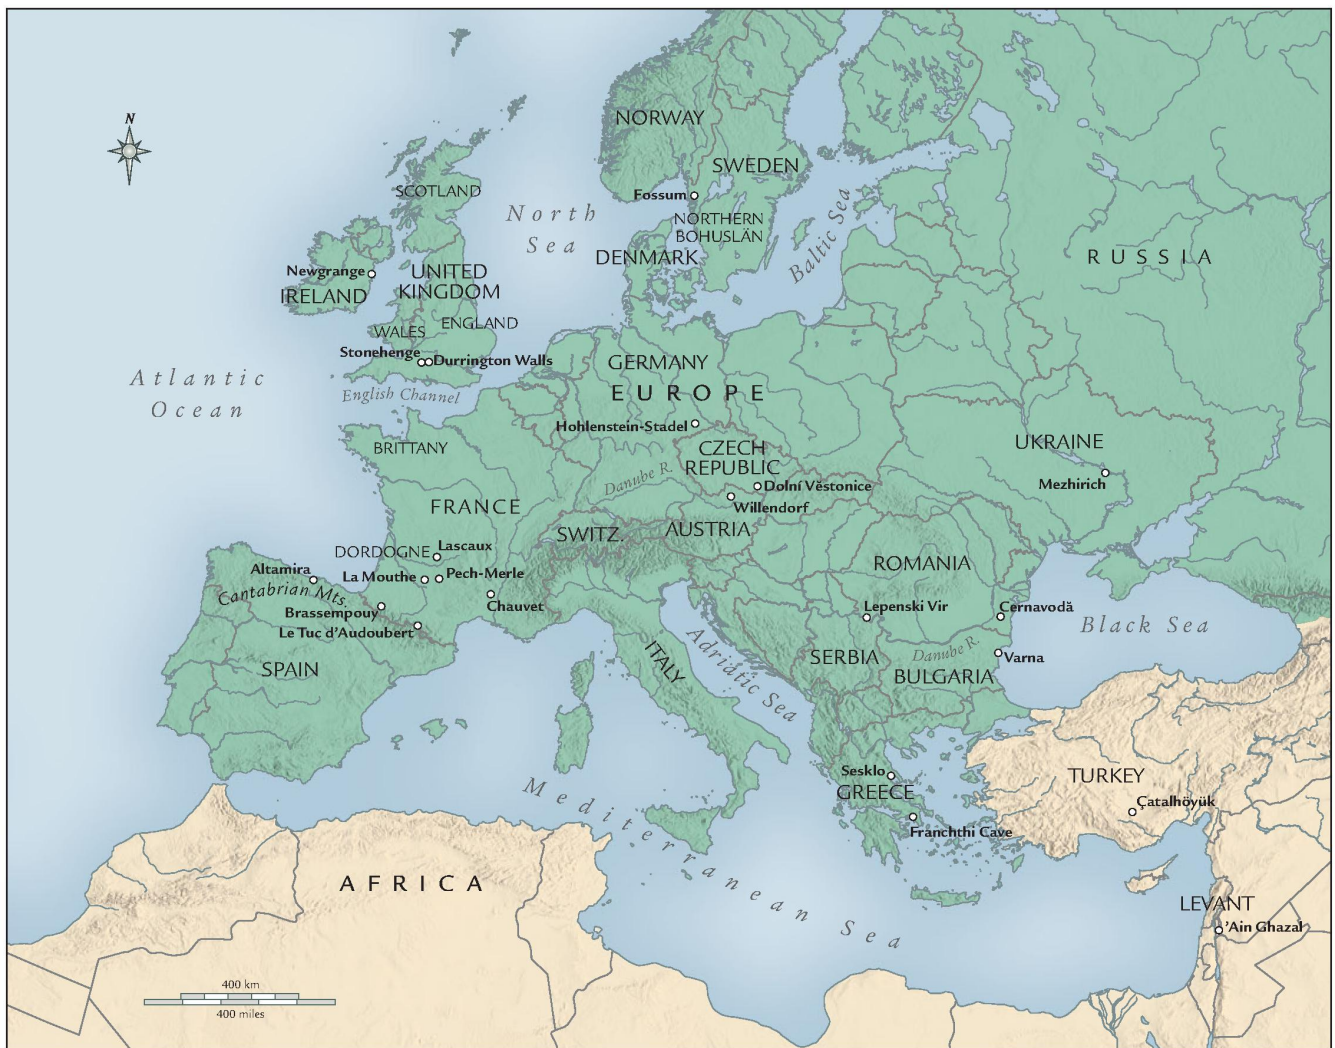 N
NORWAY
SWEDEN
SCOTLAND
Fossum
North
Sea
NORTHERN
BOHUSLÄN
Baltic Sea
DENMARK
RUSSIA
Newgrange
IRELAND
UNITED
KINGDOM
WALES
ENGLAND
Stonehenge
Durrington Walls
GERMANY
Atlantic
Ocean
English Channel
EUROPE
Hohlenstein-Stadel
BRITTANY
CZECH
REPUBLIC
UKRAINE
Danube R.
Dolní Věstonice
Mezhirich
Willendorf
FRANCE
SWITZ.
AUSTRIA
DORDOGNE
Lascaux
ROMANIA
Altamira
La Mouthe
Pech-Merle
Cantabrian Mts.
Brassempouy
Chauvet
Lepenski Vir
Cernavodă
Le Tuc d'Audoubert
Black Sea
SPAIN
ITALY
Adriatic Sea
SERBIA
Danube R.
Varna
BULGARIA
Sesklo
GREECE
TURKEY
Çatalhöyük
Mediterranean Sea
Franchthi Cave
AFRICA
LEVANT
'Ain Ghazal
400 km
400 miles